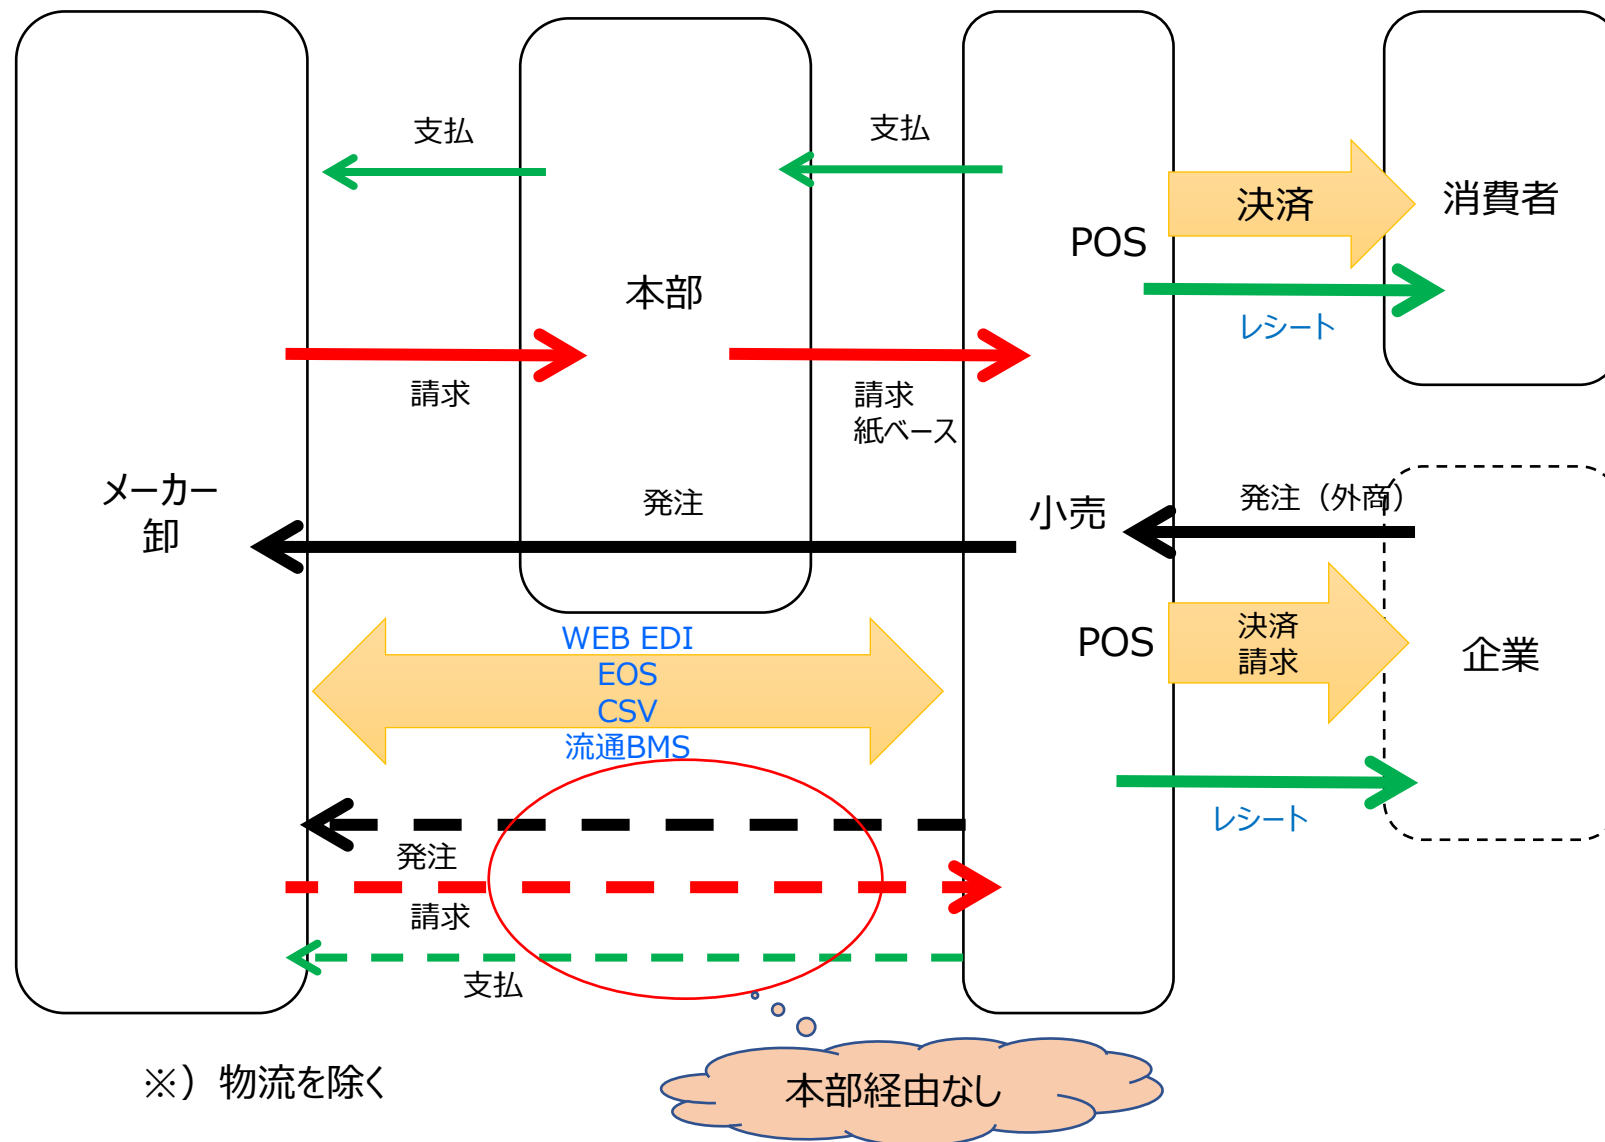 支払
支払
決済
消費者
POS
本部
レシート
請求
請求
紙ベース
メーカー
卸
発注
小売
発注（外商）
WEB EDI
EOS
CSV
流通BMS
POS
決済
請求
企業
レシート
発注
請求
支払
※）物流を除く
本部経由なし